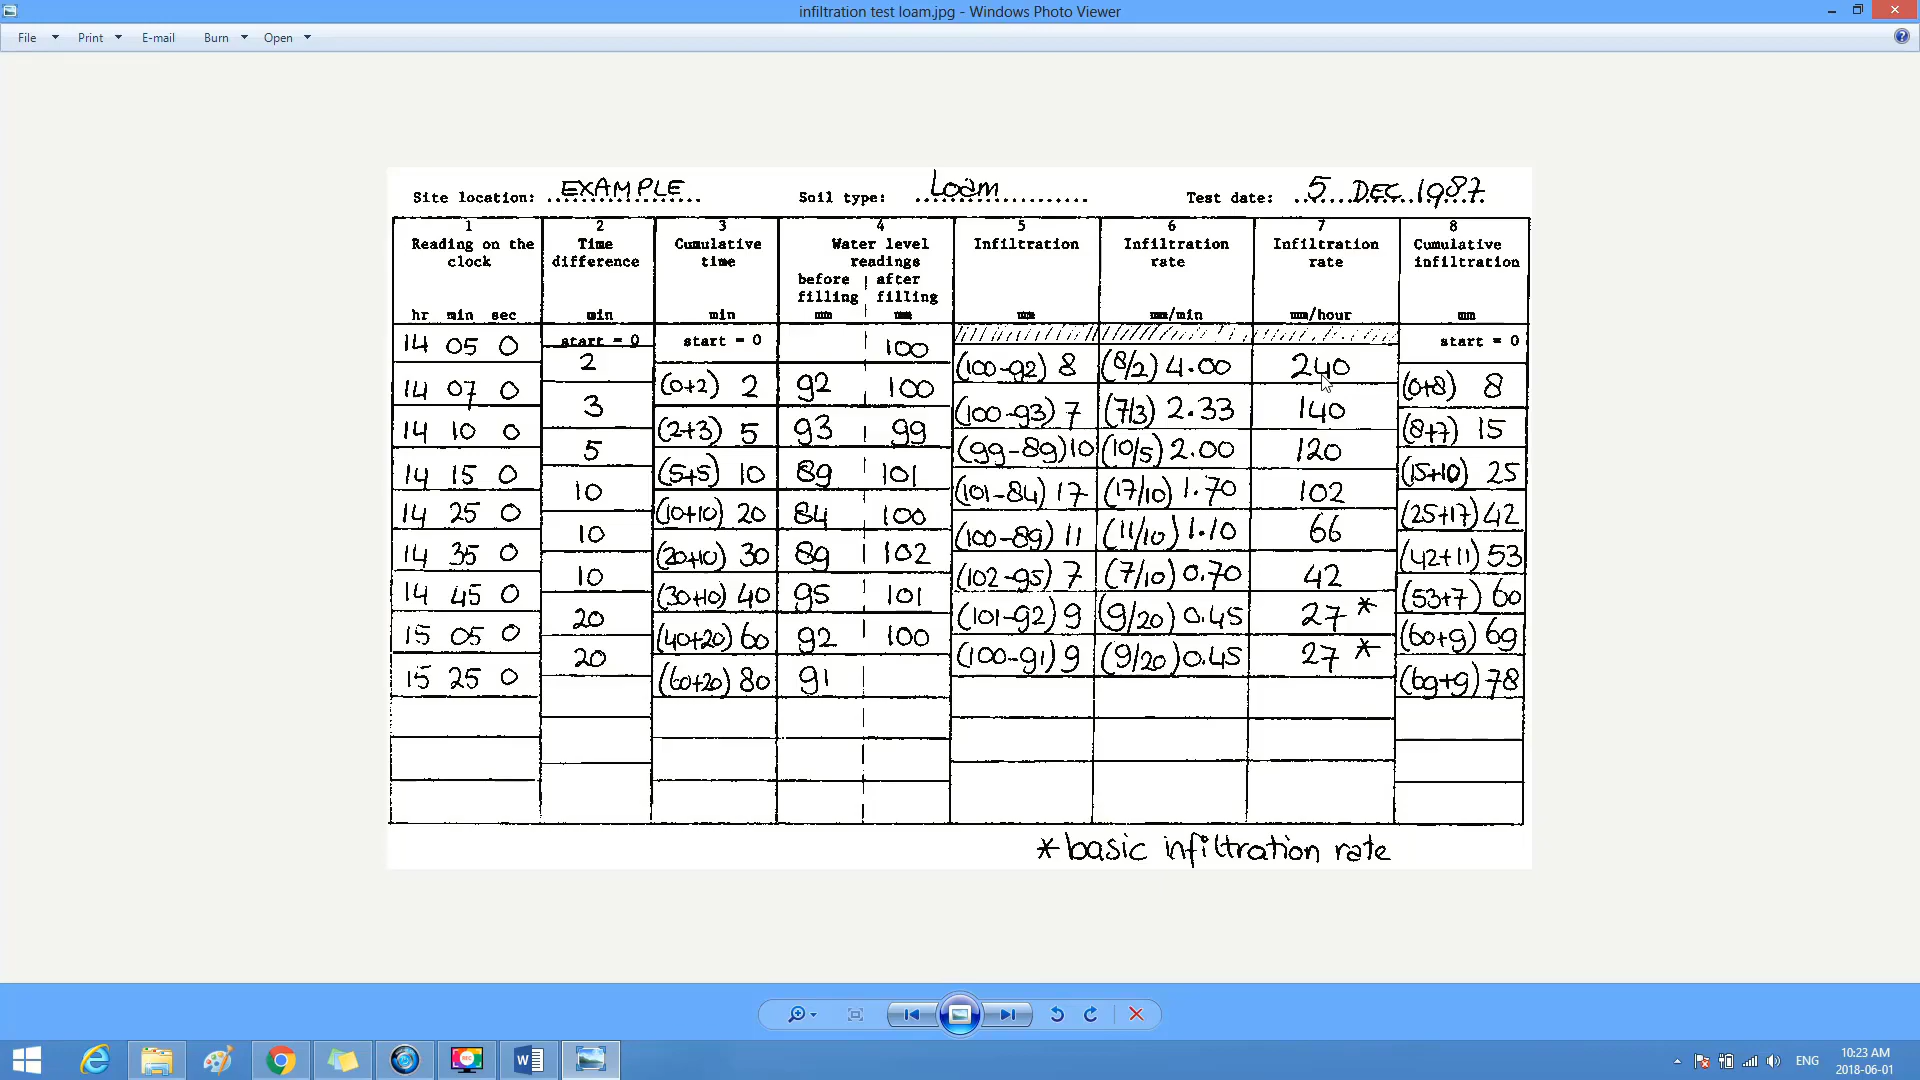 infiltration test loam.jpg - Windows Photo Viewer
File Print E-mail Burn Open
Site location: EXAMPLE Soil type: Loam Test date: 5 DEC 1987
1 2 3 4 5 6 7 8
Reading on the clock Time difference Cumulative time Water level readings Infiltration Infiltration rate Infiltration rate Cumulative infiltration
before filling after filling
hr min sec min min mm mm mm mm/min mm/hour mm
14 05 0 start = 0 start = 0 100 start = 0
2 (100-92) 8 (8/2) 4.00 240
14 07 0 (0+2) 2 92 100 (0+8) 8
3 (100-93) 7 (7/3) 2.33 140
14 10 0 (2+3) 5 93 99 (8+7) 15
5 (99-89) 10 (10/5) 2.00 120
14 15 0 (5+5) 10 89 101 (15+10) 25
10 (101-84) 17 (17/10) 1.70 102
14 25 0 (10+10) 20 84 100 (25+17) 42
10 (100-89) 11 (11/10) 1.10 66
14 35 0 (20+10) 30 89 102 (42+11) 53
10 (102-95) 7 (7/10) 0.70 42
14 45 0 (30+10) 40 95 101 (53+7) 60
20 (101-92) 9 (9/20) 0.45 27 *
15 05 0 (40+20) 60 92 100 (60+9) 69
20 (100-91) 9 (9/20) 0.45 27 *
15 25 0 (60+20) 80 91 (69+9) 78
* basic infiltration rate
ENG
10:23 AM
2018-06-01